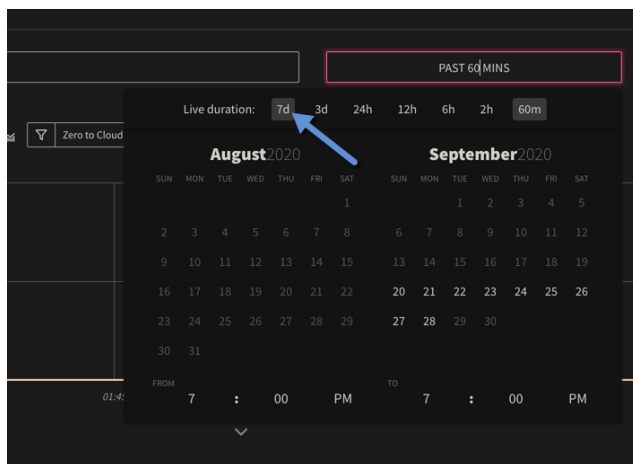 PAST 60 MINS
Live duration: 7d 3d 24h 12h 6h 2h 60m
Zero to Cloud
August2020 September2020
SUN MON TUE WED THU FRI SAT SUN MON TUE WED THU FRI SAT
1 1 2 3 4 5
2 3 4 5 6 7 8 6 7 8 9 10 11 12
9 10 11 12 13 14 15 13 14 15 16 17 18 19
16 17 18 19 20 21 22 20 21 22 23 24 25 26
23 24 25 26 27 28 29 27 28 29 30
30 31
FROM TO
01:4
7 : 00 PM 7 : 00 PM